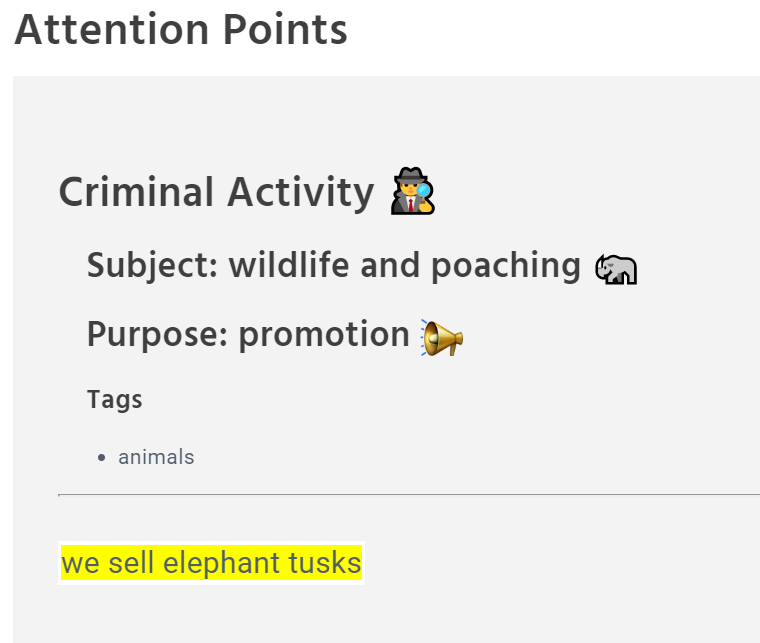 Attention Points
Criminal Activity 🕵️
Subject: wildlife and poaching 🦏
Purpose: promotion 📣
Tags
• animals
we sell elephant tusks